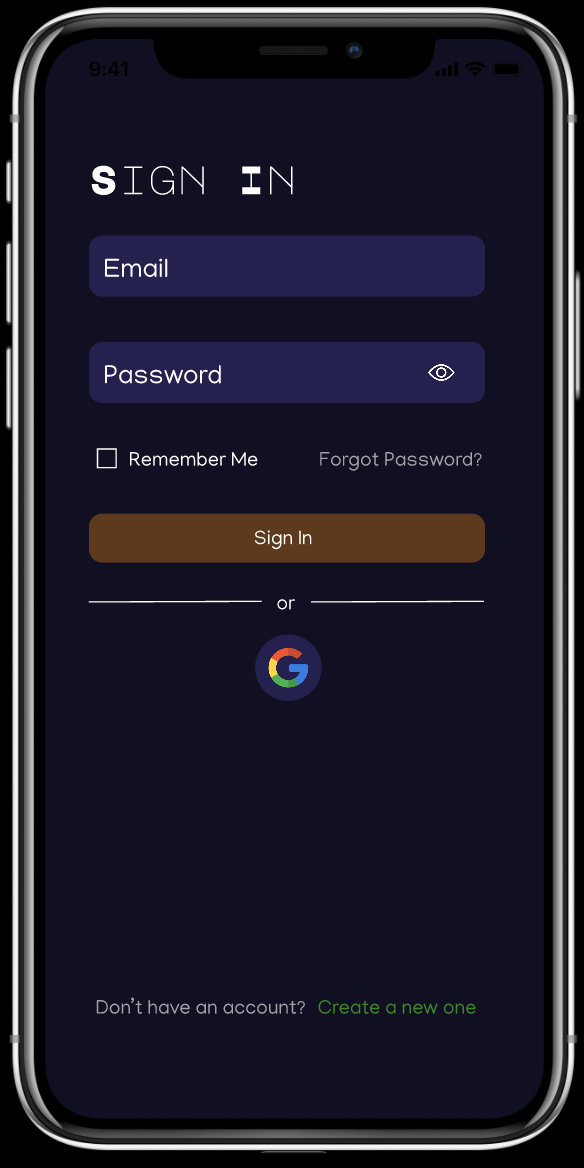 9:41
SIGN IN
Email
Password
Remember Me Forgot Password?
Sign In
or
G
Don't have an account? Create a new one